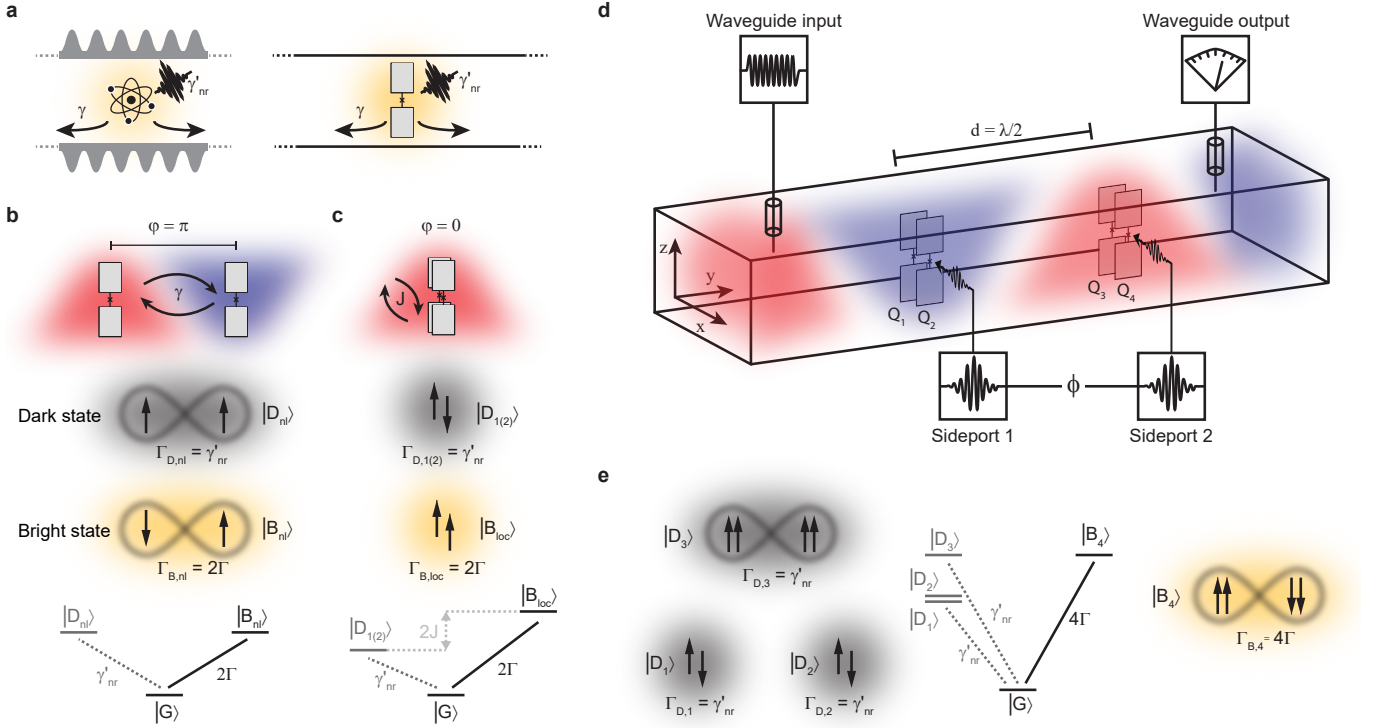 a
γ
γ'nr
γ
γ'nr
b
φ = π
γ
Dark state
|Dnl⟩
ΓD,nl = γ'nr
Bright state
|Bnl⟩
ΓB,nl = 2Γ
|Dnl⟩
|Bnl⟩
γ'nr
2Γ
|G⟩
c
φ = 0
J
|D1(2)⟩
ΓD,1(2) = γ'nr
|Bloc⟩
ΓB,loc = 2Γ
|Bloc⟩
|D1(2)⟩
2J
γ'nr
2Γ
|G⟩
d
Waveguide input
Waveguide output
d = λ/2
z
y
x
Q1 Q2
Q3 Q4
ϕ
Sideport 1
Sideport 2
e
|D3⟩
ΓD,3 = γ'nr
|D1⟩
ΓD,1 = γ'nr
|D2⟩
ΓD,2 = γ'nr
|D3⟩
|B4⟩
|D2⟩
|D1⟩
γ'nr
γ'nr
4Γ
|G⟩
|B4⟩
ΓB,4 = 4Γ